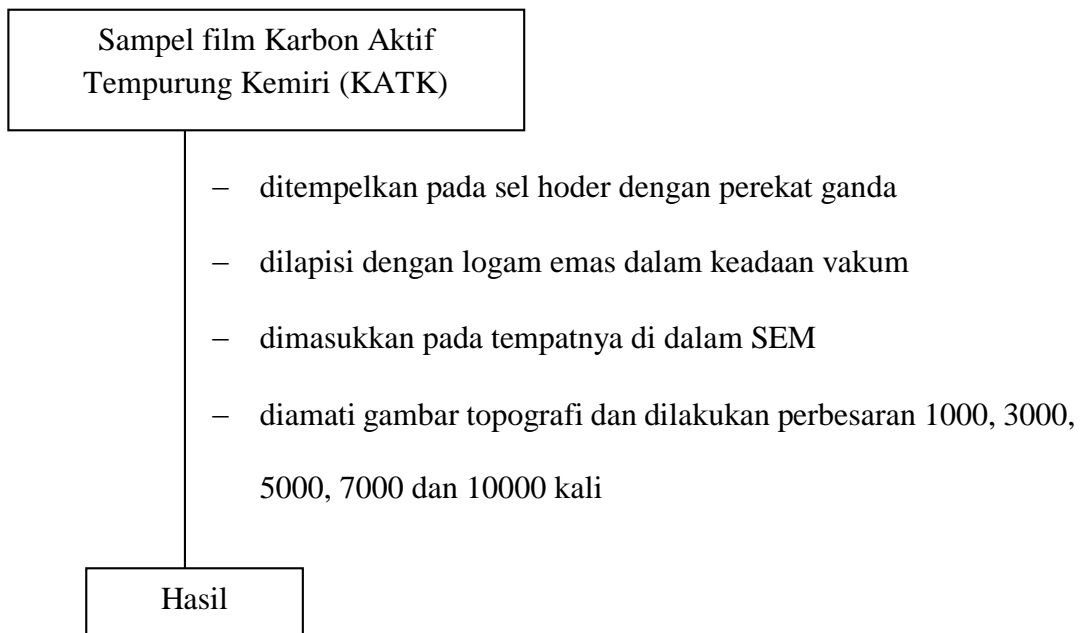 Sampel film Karbon Aktif
Tempurung Kemiri (KATK)
– ditempelkan pada sel hoder dengan perekat ganda
– dilapisi dengan logam emas dalam keadaan vakum
– dimasukkan pada tempatnya di dalam SEM
– diamati gambar topografi dan dilakukan perbesaran 1000, 3000,
5000, 7000 dan 10000 kali
Hasil